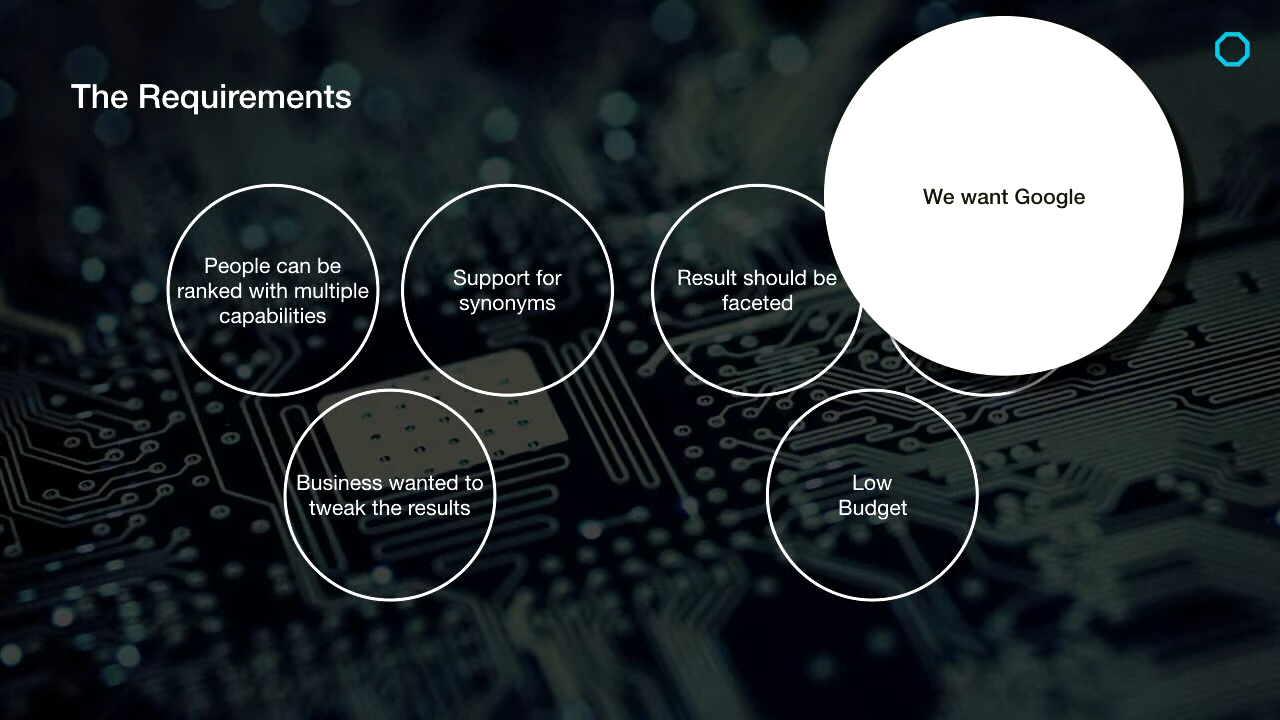 The Requirements
We want Google
People can be
ranked with multiple
capabilities
Support for
synonyms
Result should be
faceted
Business wanted to
tweak the results
Low
Budget